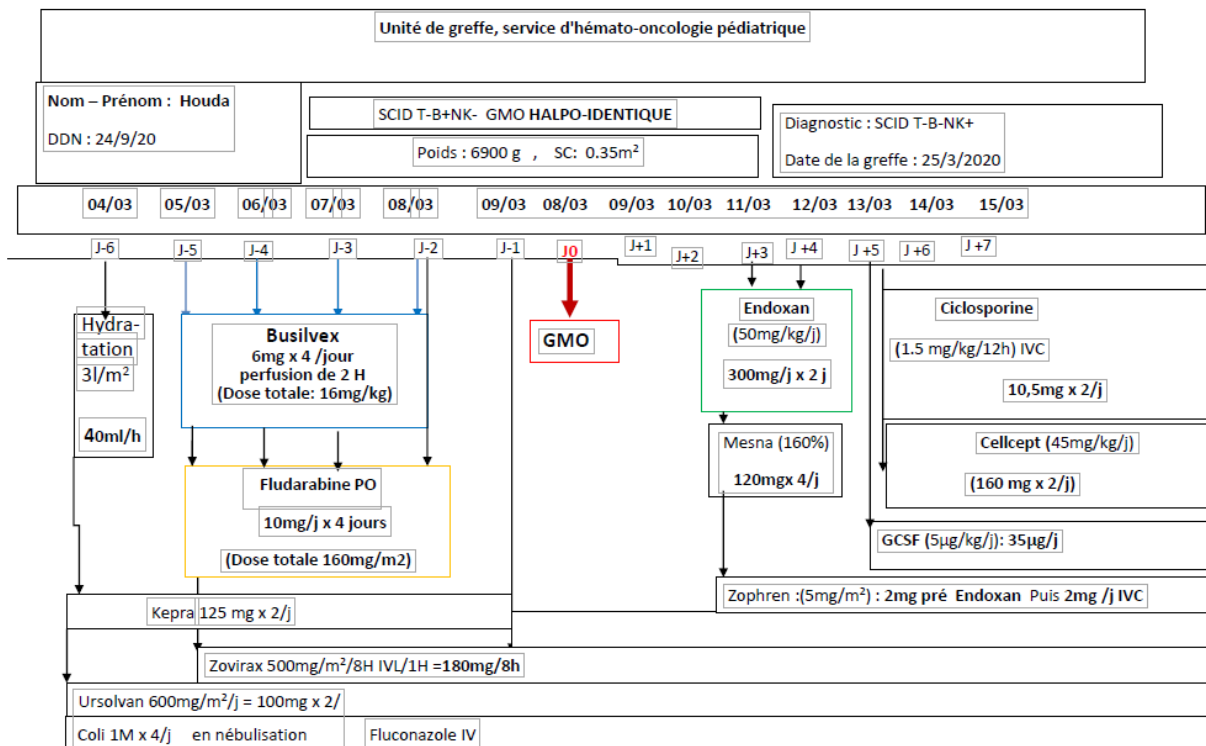 Unité de greffe, service d'hémato-oncologie pédiatrique
Nom – Prénom : Houda
DDN : 24/9/20
SCID T-B+NK- GMO HALPO-IDENTIQUE
Poids : 6900 g , SC: 0.35m²
Diagnostic : SCID T-B-NK+
Date de la greffe : 25/3/2020
04/03 05/03 06/03 07/03 08/03 09/03 08/03 09/03 10/03 11/03 12/03 13/03 14/03 15/03
J-6 J-5 J-4 J-3 J-2 J-1 J0 J+1 J+2 J+3 J +4 J +5 J +6 J +7
Hydra-
tation
3l/m²
40ml/h
Busilvex
6mg x 4 /jour
perfusion de 2 H
(Dose totale: 16mg/kg)
GMO
Endoxan
(50mg/kg/j)
300mg/j x 2 j
Ciclosporine
(1.5 mg/kg/12h) IVC
10,5mg x 2/j
Mesna (160%)
120mgx 4/j
Cellcept (45mg/kg/j)
(160 mg x 2/j)
Fludarabine PO
10mg/j x 4 jours
(Dose totale 160mg/m2)
GCSF (5µg/kg/j): 35µg/j
Zophren :(5mg/m²) : 2mg pré Endoxan Puis 2mg /j IVC
Kepra 125 mg x 2/j
Zovirax 500mg/m²/8H IVL/1H =180mg/8h
Ursolvan 600mg/m²/j = 100mg x 2/
Coli 1M x 4/j en nébulisation Fluconazole IV